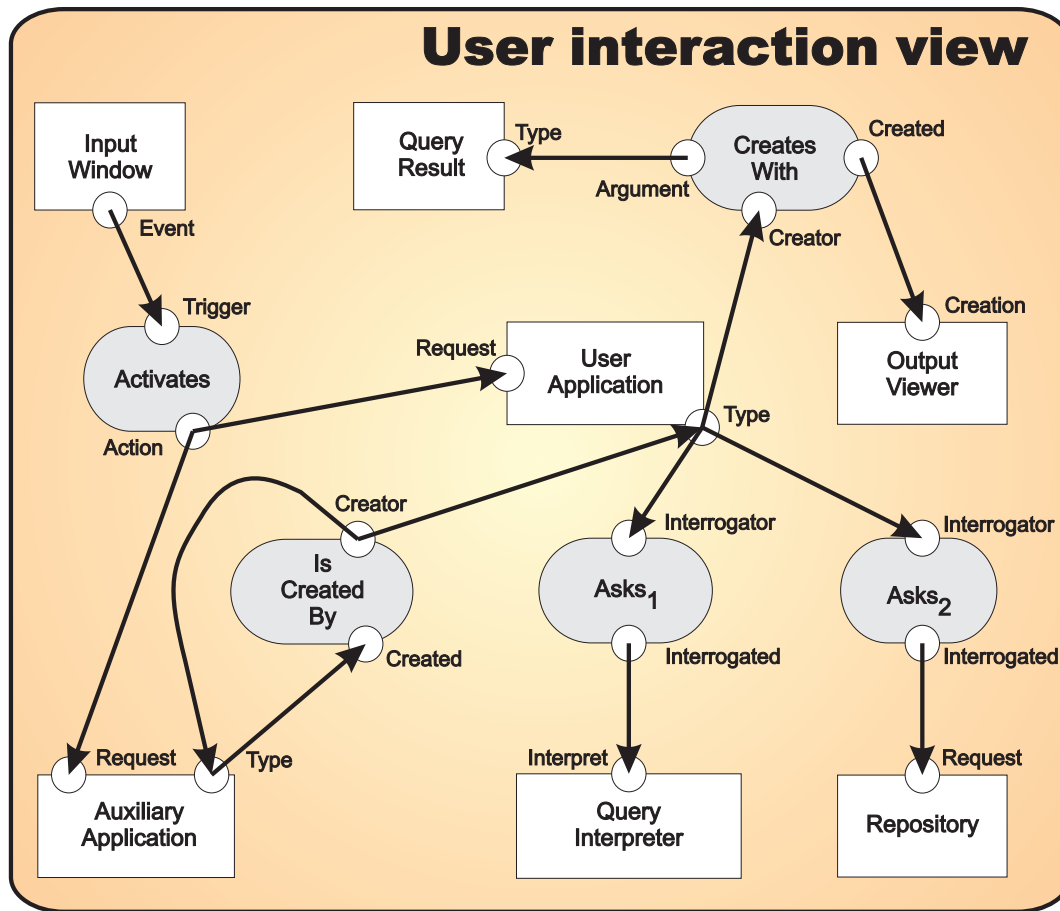 User interaction view
Input
Window
Event
Query
Result
Type
Argument
Creates
With
Created
Creator
Trigger
Activates
Action
Request
User
Application
Type
Creation
Output
Viewer
Creator
Is
Created
By
Created
Interrogator
Asks1
Interrogated
Interrogator
Asks2
Interrogated
Request
Type
Auxiliary
Application
Interpret
Query
Interpreter
Request
Repository